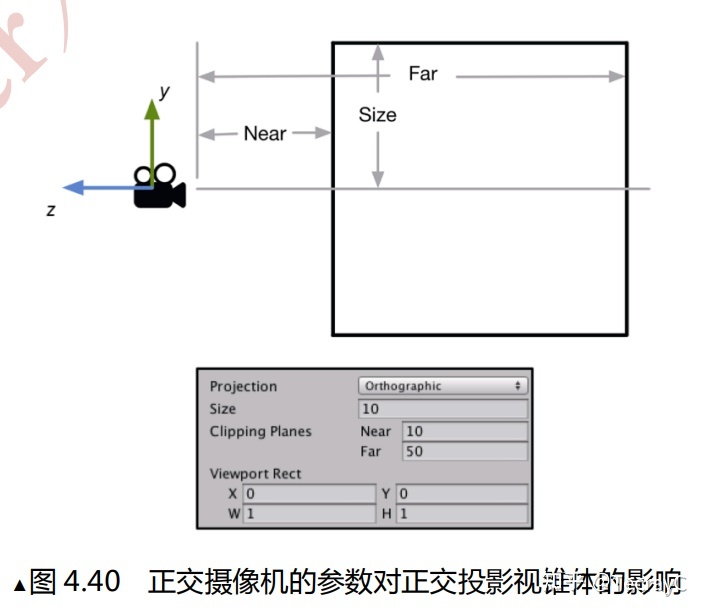 er)
Far
y
Size
Near
z
Projection Orthographic
Size 10
Clipping Planes Near 10
Far 50
Viewport Rect
X 0 Y 0
W 1 H 1
▲图 4.40 正交摄像机的参数对正交投影视锥体的影响